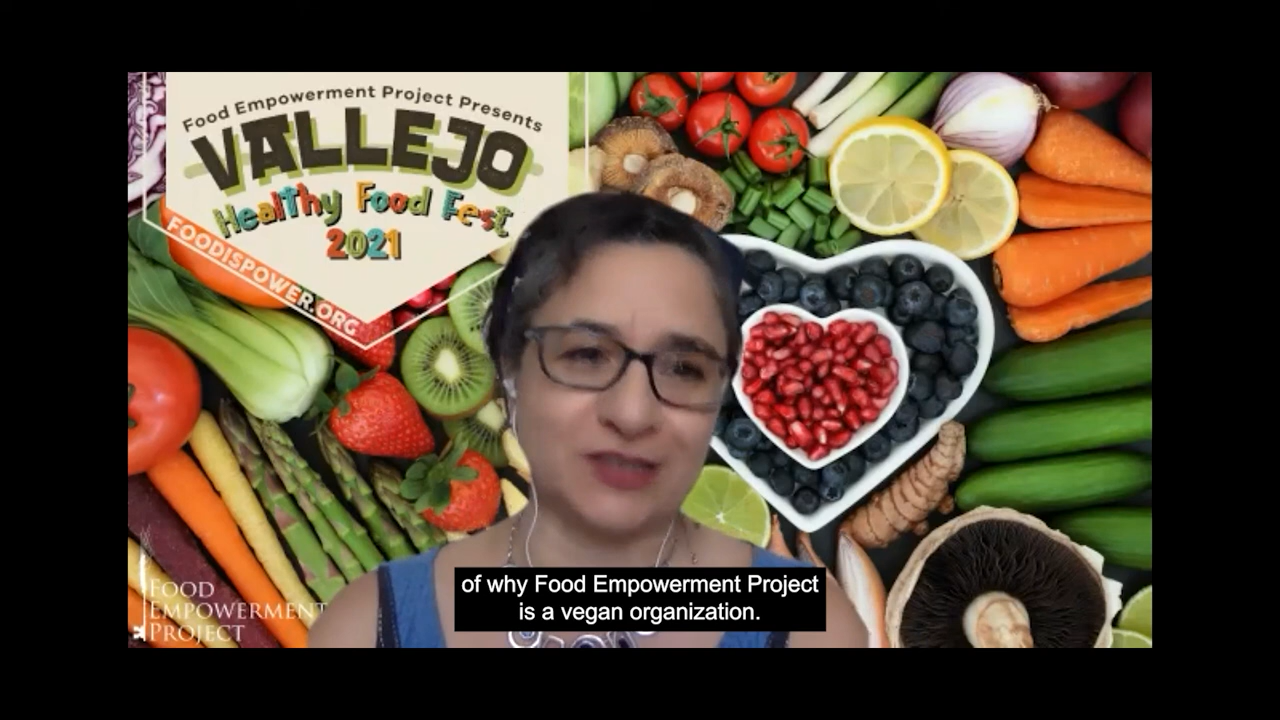 Food Empowerment Project Presents
VALLEJO
Healthy Food Fest
2021
FOODISPOWER.ORG
FOOD
EMPOWERMENT
PROJECT
of why Food Empowerment Project
is a vegan organization.